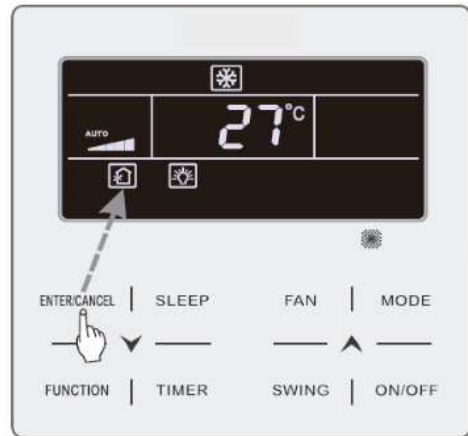 27°C
AUTO
ENTER/CANCEL SLEEP FAN MODE
FUNCTION TIMER SWING ON/OFF